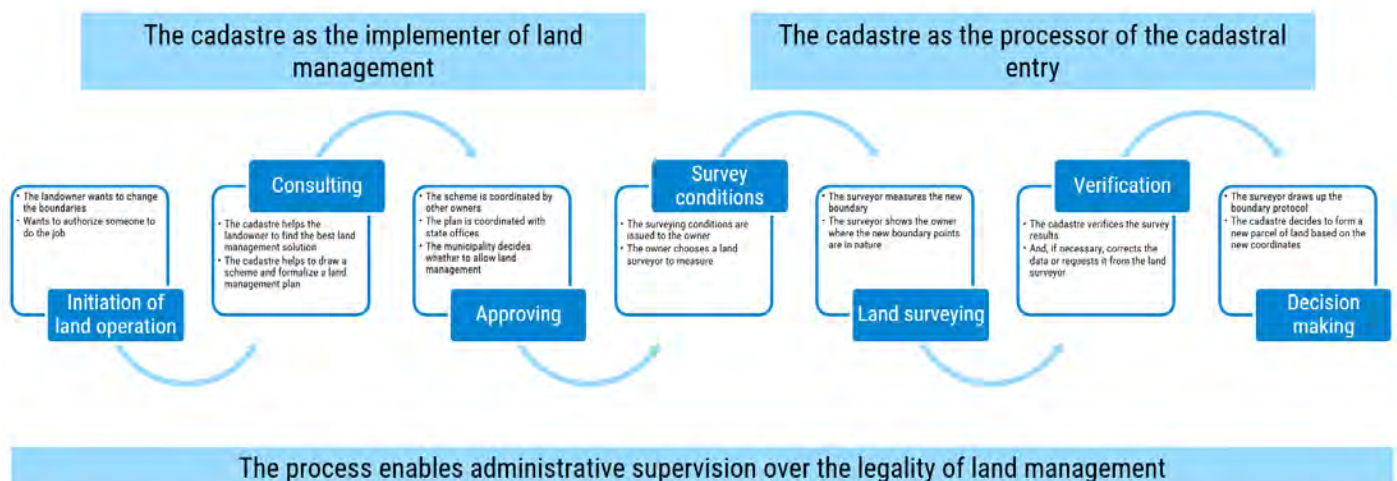 The cadastre as the implementer of land
management
The cadastre as the processor of the cadastral
entry
• The landowner wants to change
the boundaries
• Wants to authorize someone to
do the job
Initiation of
land operation
Consulting
• The cadastre helps the
landowner to find the best land
management solution
• The cadastre helps to draw a
scheme and formalize a land
management plan
• The scheme is coordinated by
other owners
• The plan is coordinated with
state offices
• The municipality decides
whether to allow land
management
Approving
Survey
conditions
• The surveying conditions are
issued to the owner
• The owner chooses a land
surveyor to measure
• The surveyor measures the new
boundary
• The surveyor shows the owner
where the new boundary points
are in nature
Land surveying
Verification
• The cadastre verifices the survey
results
• And, if necessary, corrects the
data or requests it from the land
surveyor
• The surveyor draws up the
boundary protocol
• The cadastre decides to form a
new parcel of land based on the
new coordinates
Decision
making
The process enables administrative supervision over the legality of land management